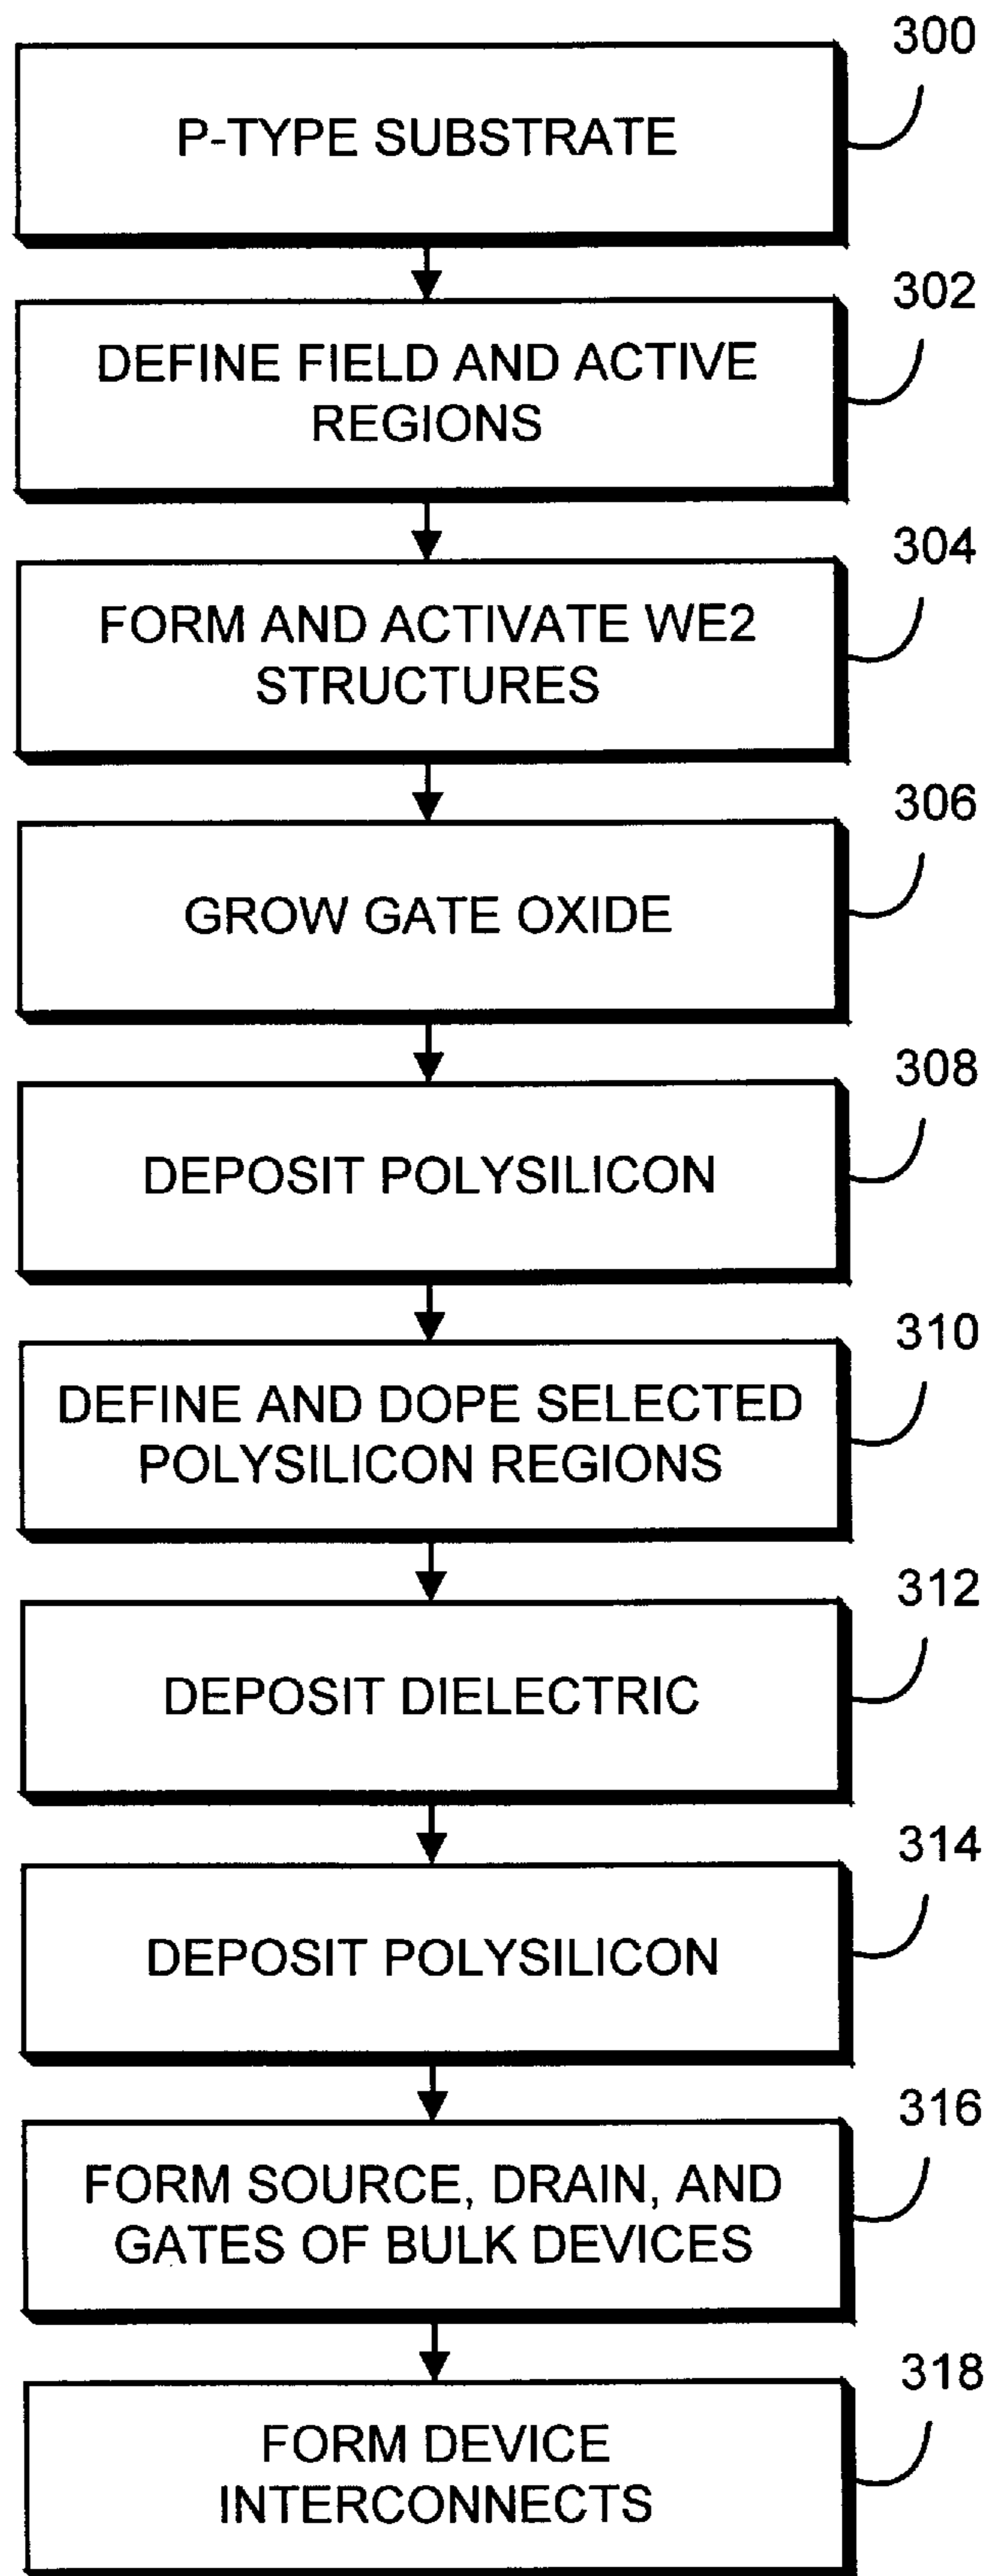 300
P-TYPE SUBSTRATE
302
DEFINE FIELD AND ACTIVE
REGIONS
304
FORM AND ACTIVATE WE2
STRUCTURES
306
GROW GATE OXIDE
308
DEPOSIT POLYSILICON
310
DEFINE AND DOPE SELECTED
POLYSILICON REGIONS
312
DEPOSIT DIELECTRIC
314
DEPOSIT POLYSILICON
316
FORM SOURCE, DRAIN, AND
GATES OF BULK DEVICES
318
FORM DEVICE
INTERCONNECTS